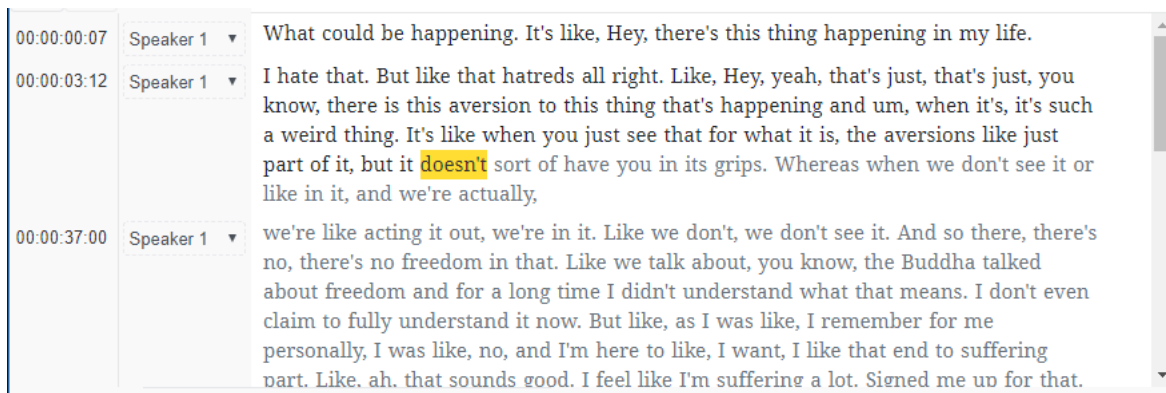 00:00:00:07 Speaker 1 What could be happening. It's like, Hey, there's this thing happening in my life.
00:00:03:12 Speaker 1 I hate that. But like that hatreds all right. Like, Hey, yeah, that's just, that's just, you
know, there is this aversion to this thing that's happening and um, when it's, it's such
a weird thing. It's like when you just see that for what it is, the aversions like just
part of it, but it doesn't sort of have you in its grips. Whereas when we don't see it or
like in it, and we're actually,
00:00:37:00 Speaker 1 we're like acting it out, we're in it. Like we don't, we don't see it. And so there, there's
no, there's no freedom in that. Like we talk about, you know, the Buddha talked
about freedom and for a long time I didn't understand what that means. I don't even
claim to fully understand it now. But like, as I was like, I remember for me
personally, I was like, no, and I'm here to like, I want, I like that end to suffering
part. Like, ah, that sounds good. I feel like I'm suffering a lot. Signed me up for that.